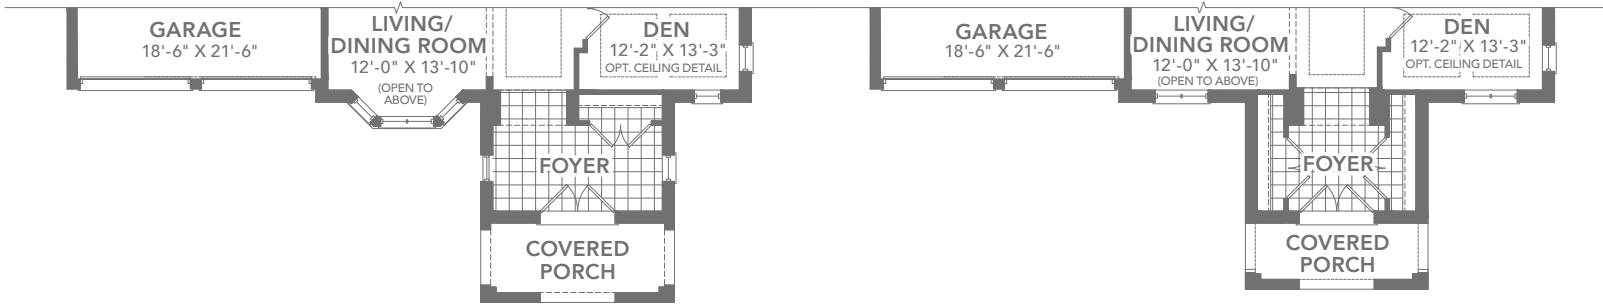 GARAGE
18'-6" X 21'-6"
LIVING/
DINING ROOM
12'-0" X 13'-10"
(OPEN TO
ABOVE)
DEN
12'-2" X 13'-3"
OPT. CEILING DETAIL
FOYER
COVERED
PORCH
GARAGE
18'-6" X 21'-6"
LIVING/
DINING ROOM
12'-0" X 13'-10"
(OPEN TO ABOVE)
DEN
12'-2" X 13'-3"
OPT. CEILING DETAIL
FOYER
COVERED
PORCH